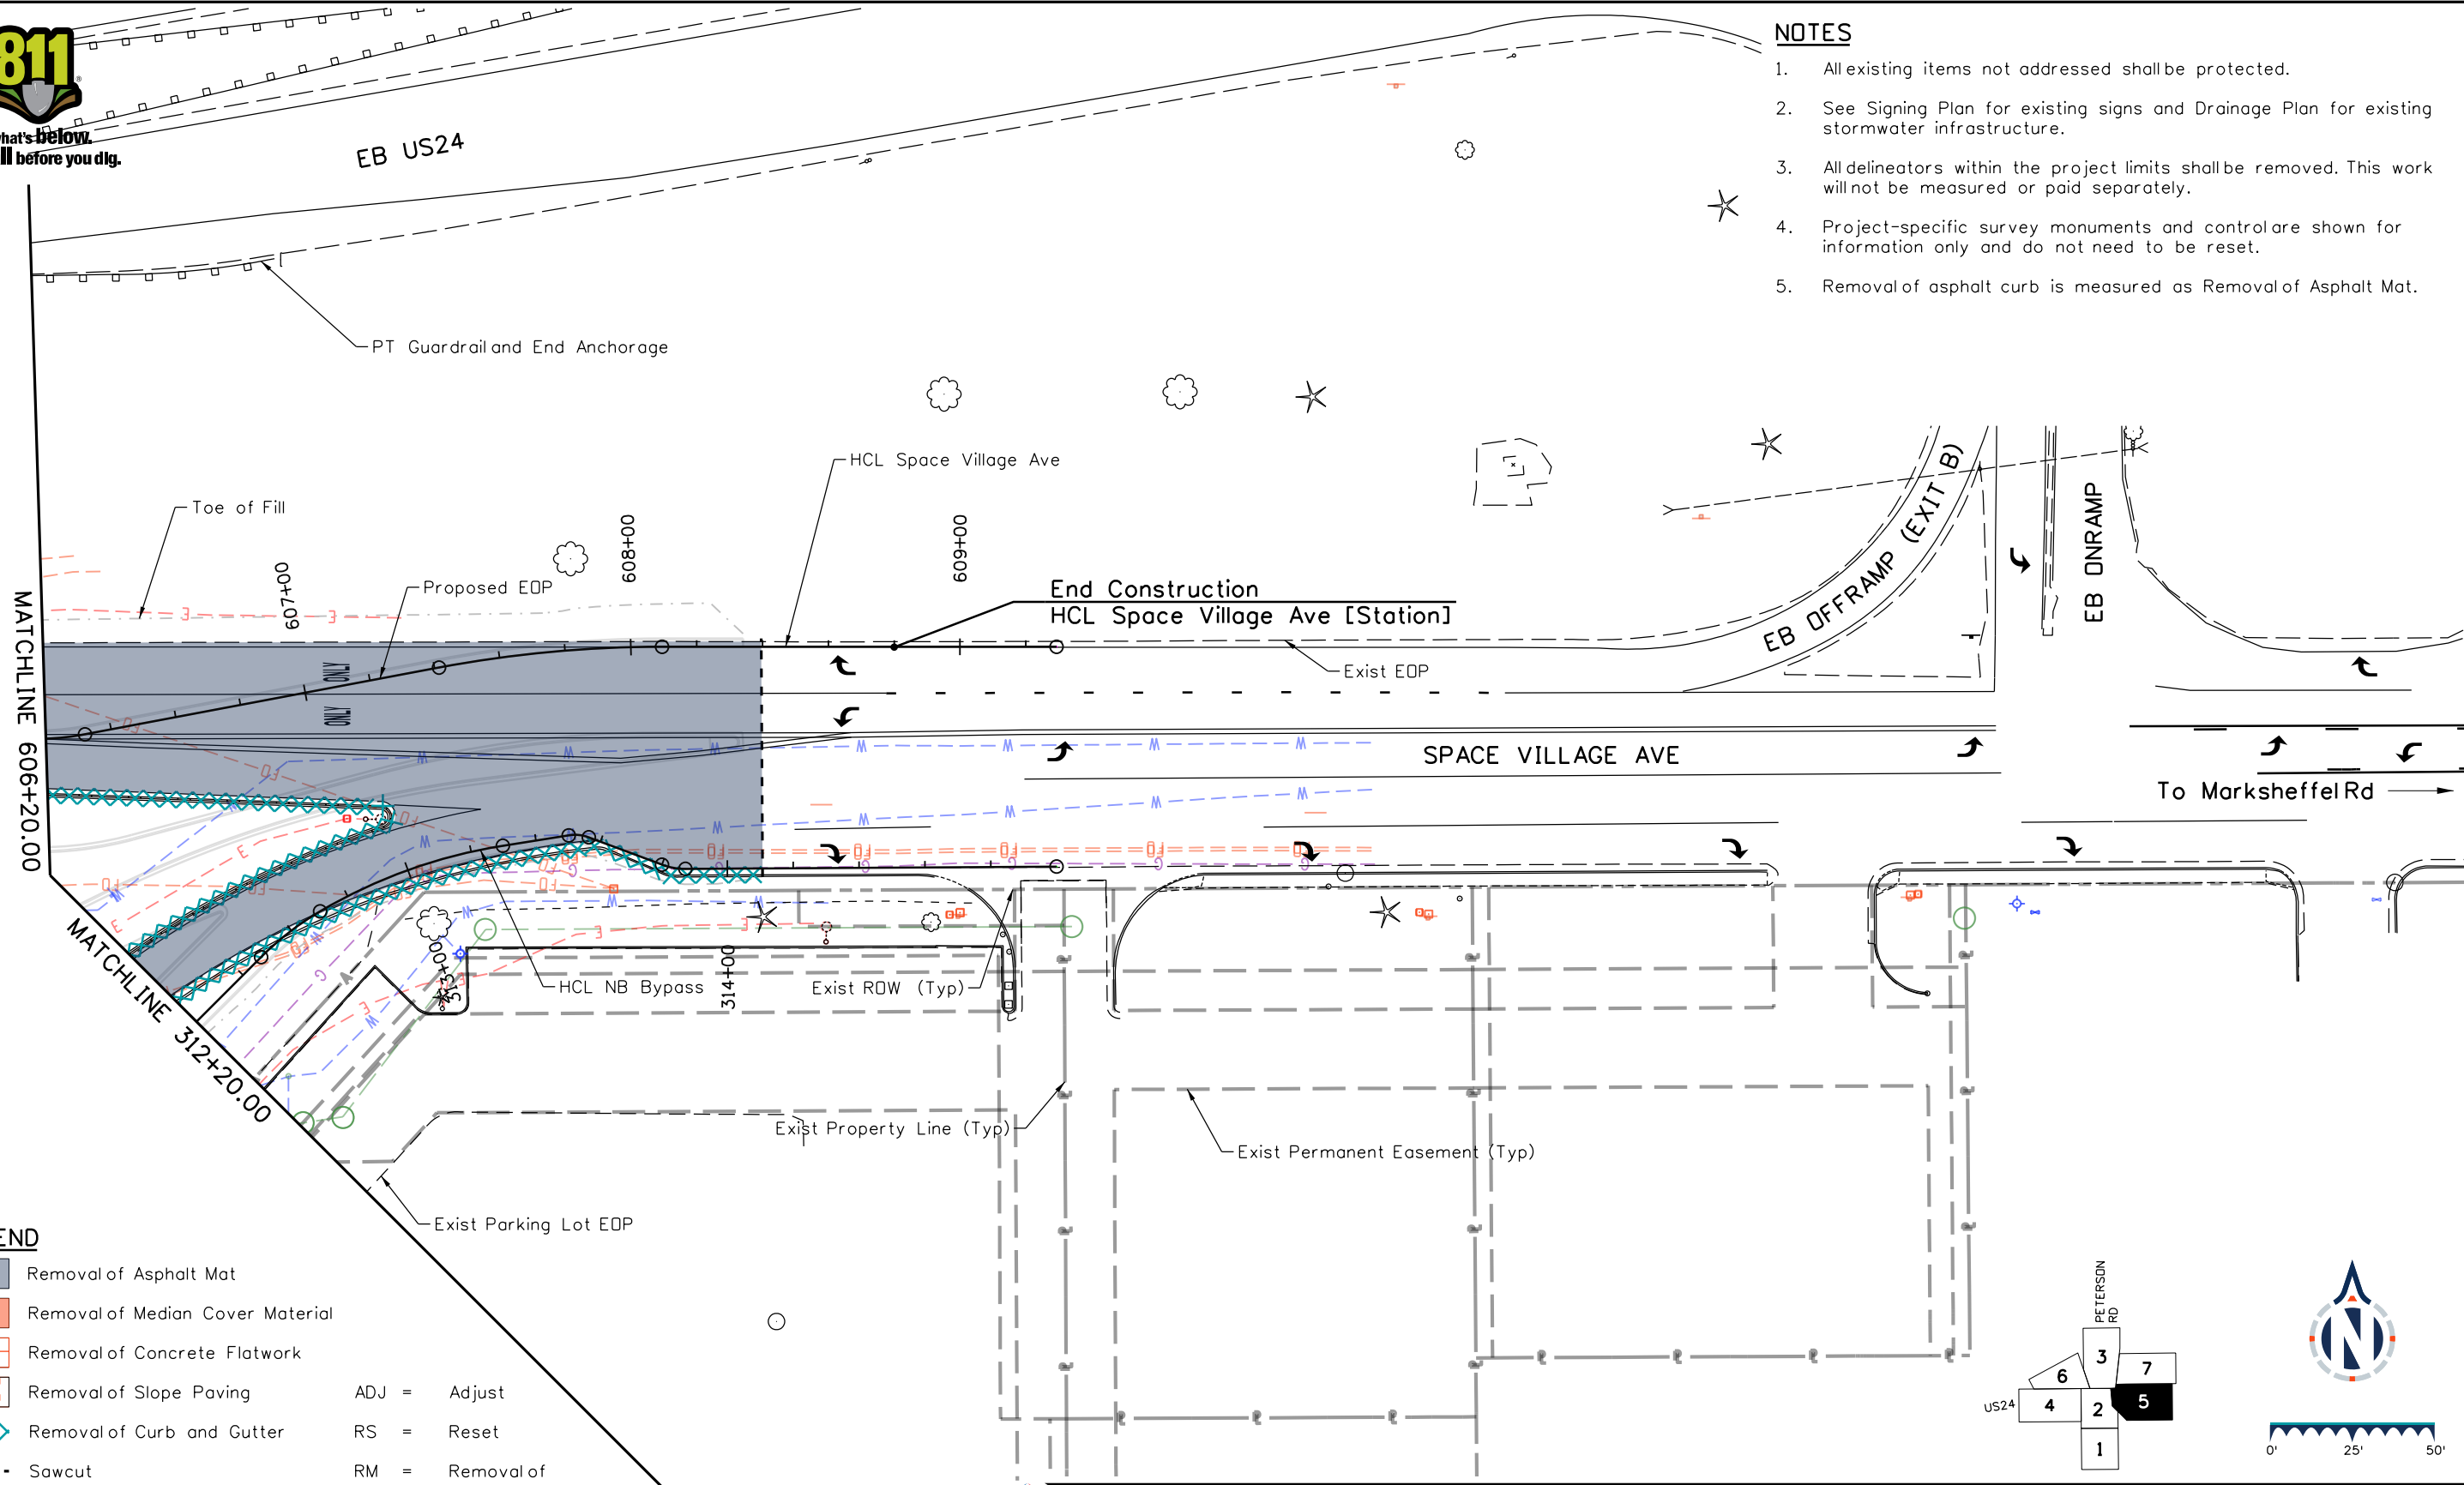 811
what's below.
before you dig.
NOTES
1. All existing items not addressed shall be protected.
2. See Signing Plan for existing signs and Drainage Plan for existing
stormwater infrastructure.
3. All delineators within the project limits shall be removed. This work
will not be measured or paid separately.
4. Project-specific survey monuments and control are shown for
information only and do not need to be reset.
5. Removal of asphalt curb is measured as Removal of Asphalt Mat.
EB US24
PT Guardrail and End Anchorage
HCL Space Village Ave
Toe of Fill
607+00
608+00
609+00
Proposed EOP
End Construction
HCL Space Village Ave [Station]
Exist EOP
EB OFFRAMP (EXIT B)
EB ONRAMP
MATCHLINE 606+20.00
ONLY
ONLY
SPACE VILLAGE AVE
To Marksheffel Rd
MATCHLINE 312+20.00
313+00
314+00
HCL NB Bypass
Exist ROW (Typ)
Exist Property Line (Typ)
Exist Permanent Easement (Typ)
Exist Parking Lot EOP
END
Removal of Asphalt Mat
Removal of Median Cover Material
Removal of Concrete Flatwork
Removal of Slope Paving
Removal of Curb and Gutter
Sawcut
ADJ = Adjust
RS = Reset
RM = Removal of
PETERSON
RD
US24
3
6
7
4
2
5
1
N
0'
25'
50'